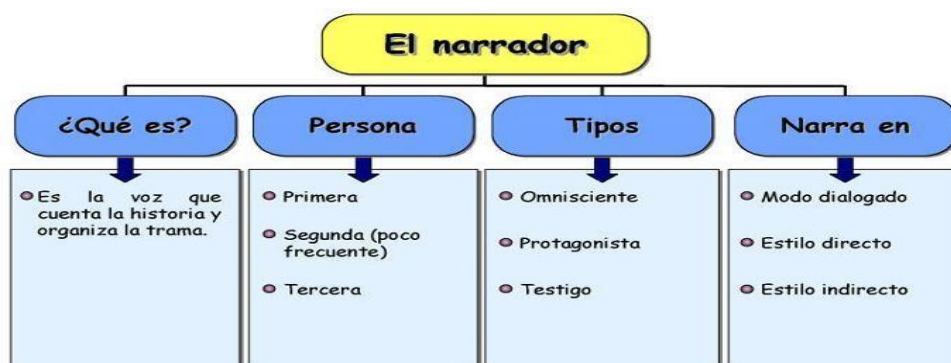 El narrador
¿Qué es?
Es la voz que
cuenta la historia y
organiza la trama.
Persona
Primera
Segunda (poco
frecuente)
Tercera
Tipos
Omnisciente
Protagonista
Testigo
Narra en
Modo dialogado
Estilo directo
Estilo indirecto